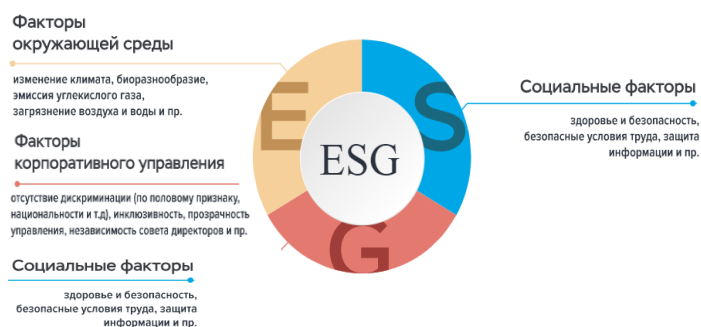 Факторы
окружающей среды
изменение климата, биоразнообразие,
эмиссия углекислого газа,
загрязнение воздуха и воды и пр.
Факторы
корпоративного управления
отсутствие дискриминации (по половому признаку,
национальности и т.д), инклюзивность, прозрачность
управления, независимость совета директоров и пр.
Социальные факторы
здоровье и безопасность,
безопасные условия труда, защита
информации и пр.
E
S
G
ESG
Социальные факторы
здоровье и безопасность,
безопасные условия труда, защита
информации и пр.